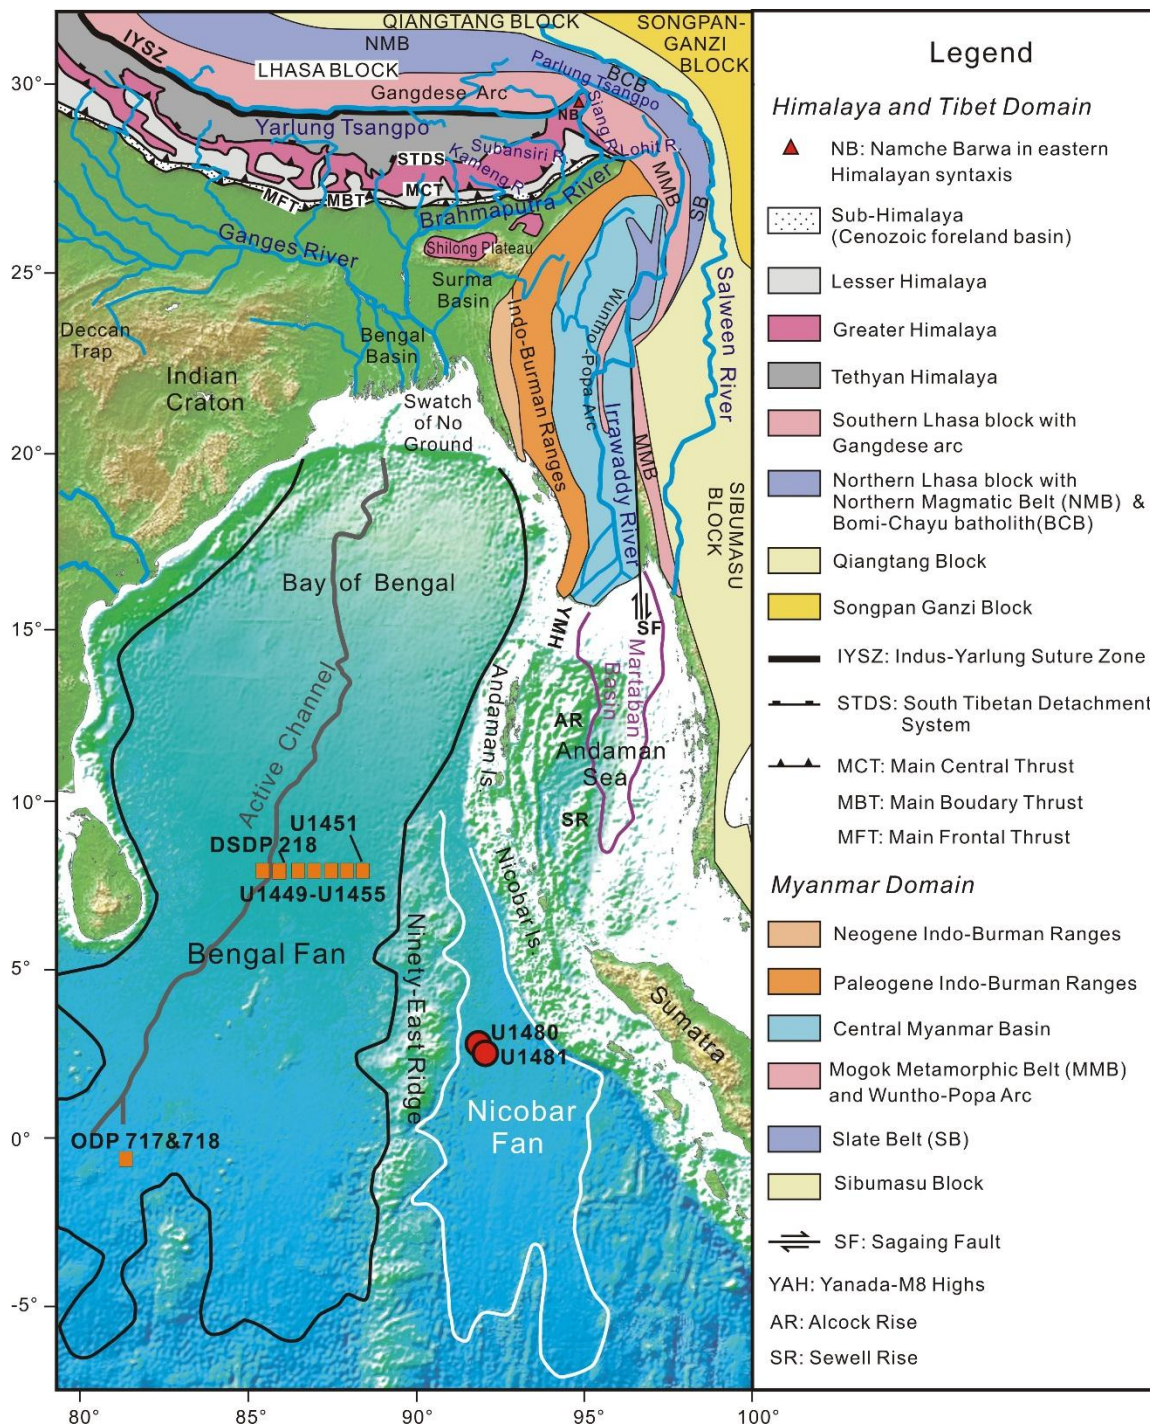 QIANGTANG BLOCK
SONGPAN-
GANZI
BLOCK
IYSZ
NMB
LHASA BLOCK
BCB
Parlung Tsangpo
30°
Gangdese Arc
NB
Siang R.
Yarlung Tsangpo
Subansiri R.
Lohit R.
STDS
Kameng R.
MCT
MBT
MFT
MMB
SB
Brahmaputra River
Ganges River
Shilong Plateau
25°
Surma
Basin
Salween River
Deccan
Trap
Bengal
Basin
Indo-Burman Ranges
Wuntho-Popa Arc
Indian
Craton
Swatch
of No
Ground
Irrawaddy River
MMB
20°
SIBUMASU
BLOCK
Bay of Bengal
YMH
SF
15°
Martaban
Basin
Andaman Is.
AR
Andaman
Sea
Active Channel
10°
U1451
DSDP 218
SR
U1449-U1455
Nicobar Is.
Bengal Fan
Ninety-East Ridge
5°
Sumatra
U1480
U1481
Nicobar
Fan
0°
ODP 717&718
-5°
80°
85°
90°
95°
100°
Legend
Himalaya and Tibet Domain
NB: Namche Barwa in eastern
Himalayan syntaxis
Sub-Himalaya
(Cenozoic foreland basin)
Lesser Himalaya
Greater Himalaya
Tethyan Himalaya
Southern Lhasa block with
Gangdese arc
Northern Lhasa block with
Northern Magmatic Belt (NMB) &
Bomi-Chayu batholith(BCB)
Qiangtang Block
Songpan Ganzi Block
IYSZ: Indus-Yarlung Suture Zone
STDS: South Tibetan Detachment
System
MCT: Main Central Thrust
MBT: Main Boudary Thrust
MFT: Main Frontal Thrust
Myanmar Domain
Neogene Indo-Burman Ranges
Paleogene Indo-Burman Ranges
Central Myanmar Basin
Mogok Metamorphic Belt (MMB)
and Wuntho-Popa Arc
Slate Belt (SB)
Sibumasu Block
SF: Sagaing Fault
YAH: Yanada-M8 Highs
AR: Alcock Rise
SR: Sewell Rise